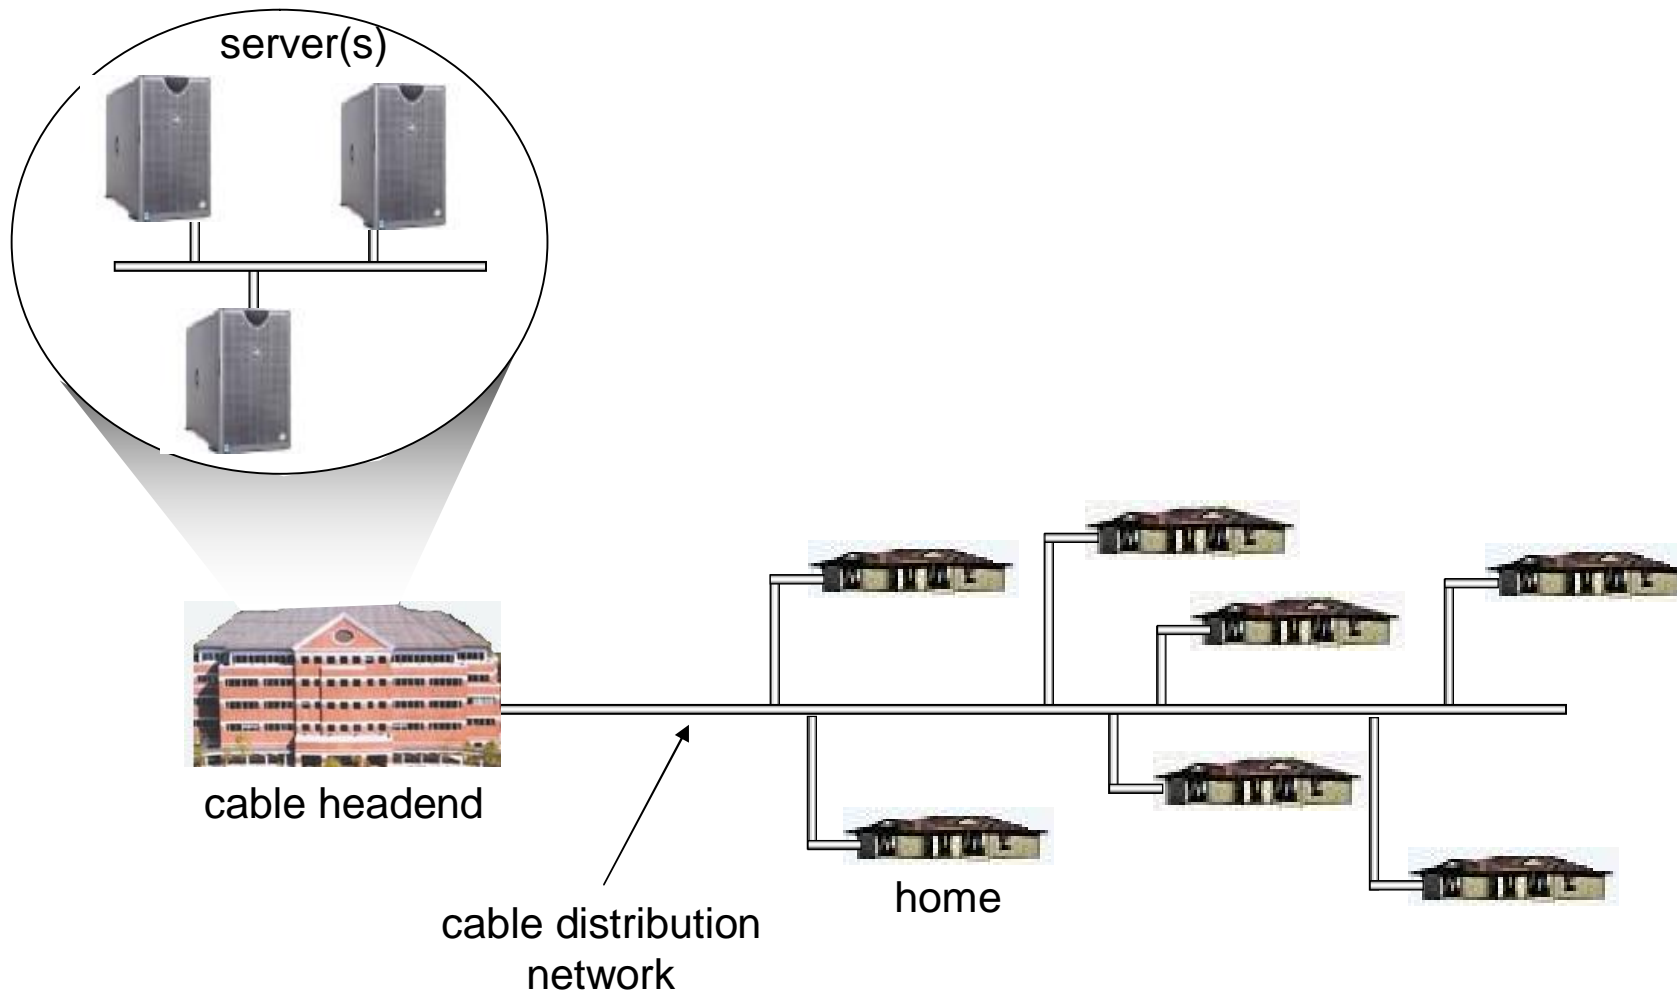 server(s)
cable headend
home
cable distribution
network